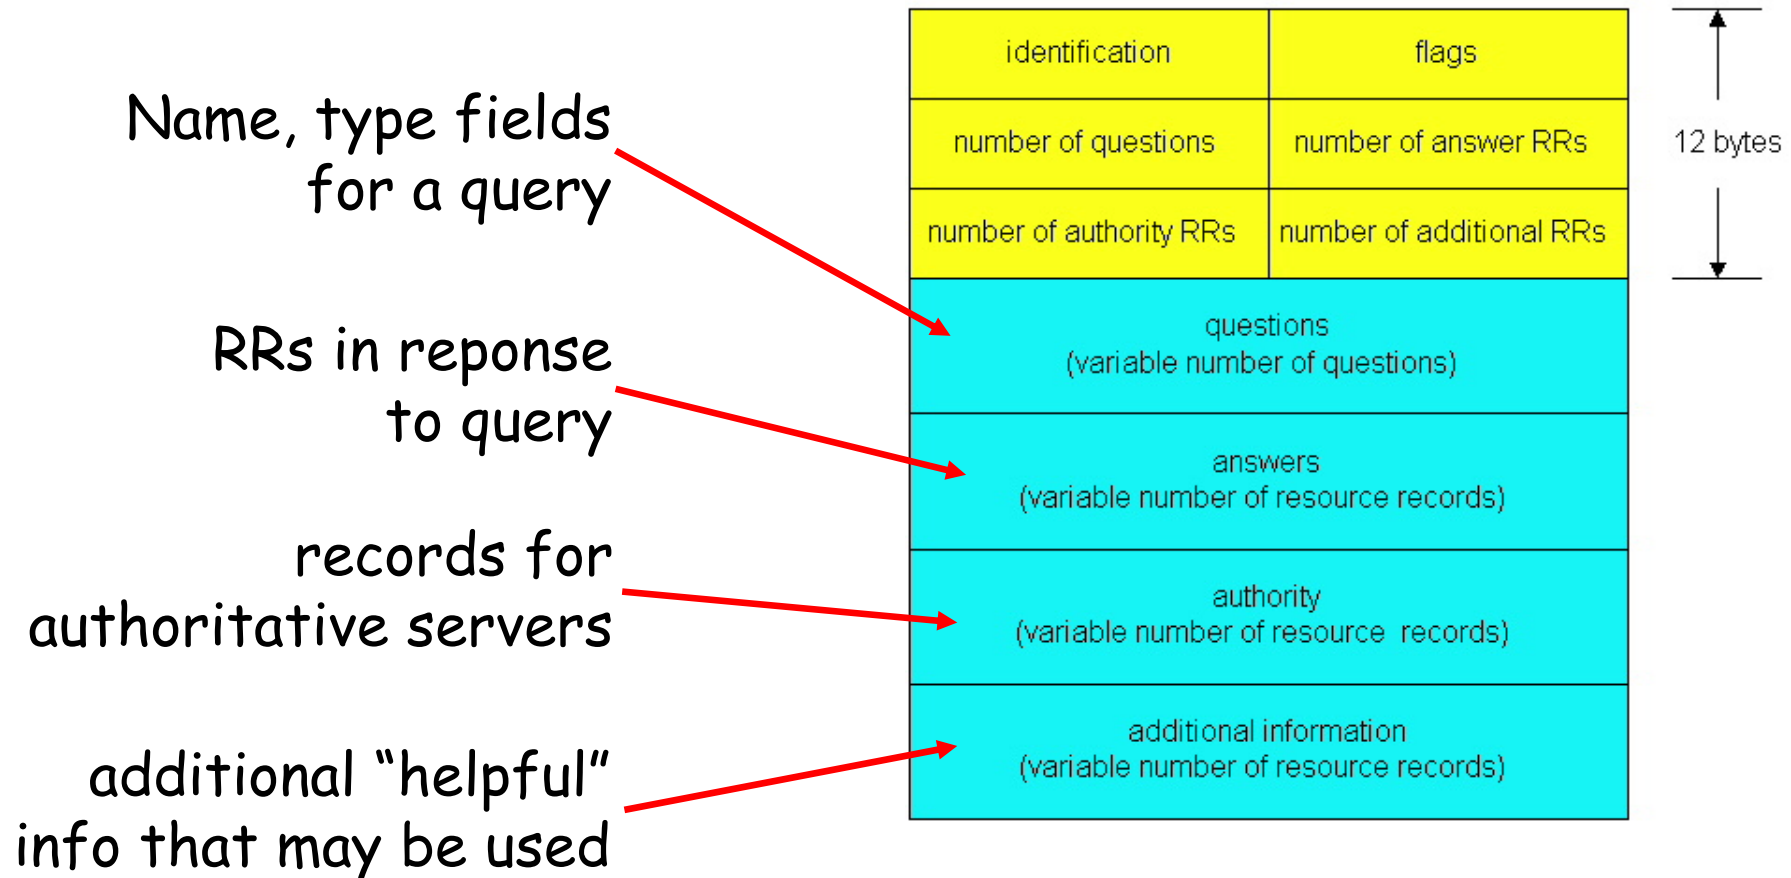 Name, type fields
for a query
RRs in reponse
to query
records for
authoritative servers
additional “helpful”
info that may be used
identification
flags
number of questions
number of answer RRs
number of authority RRs
number of additional RRs
12 bytes
questions
(variable number of questions)
answers
(variable number of resource records)
authority
(variable number of resource records)
additional information
(variable number of resource records)